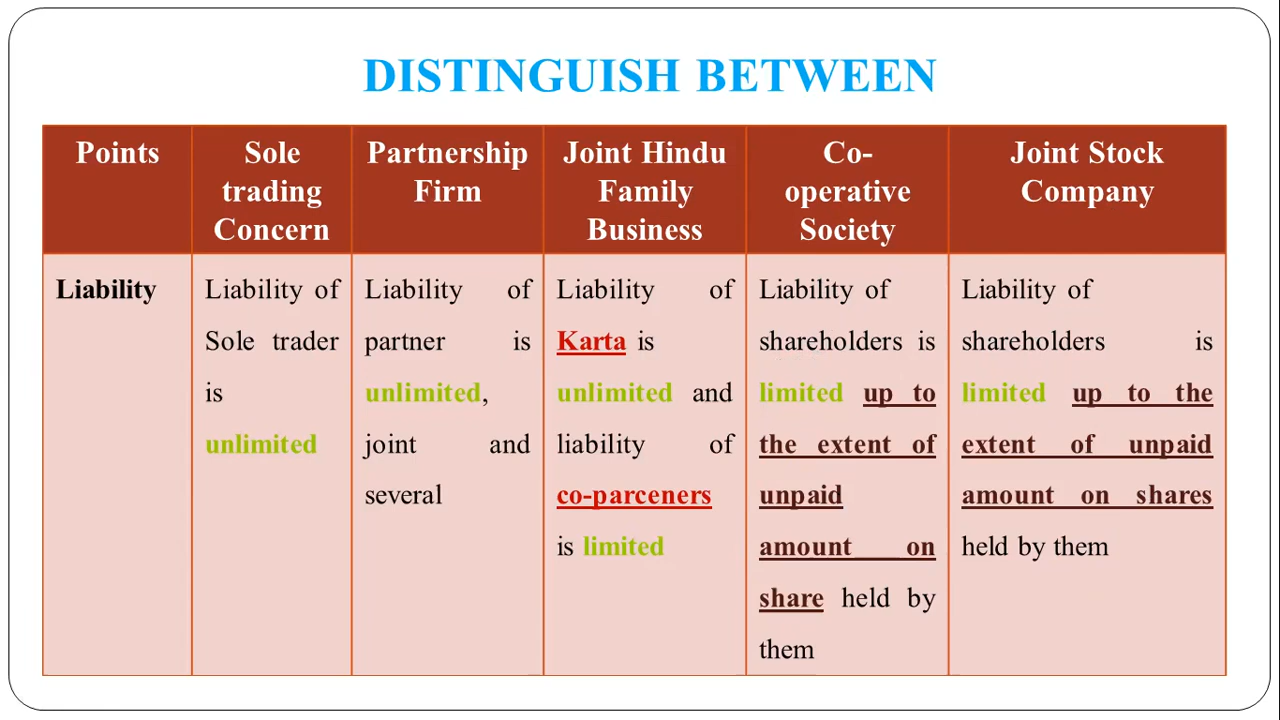 DISTINGUISH BETWEEN
Points
Sole
trading
Concern
Partnership
Firm
Joint Hindu
Family
Business
Co-
operative
Society
Joint Stock
Company
Liability
Liability of
Sole trader
is
unlimited
Liability of
partner is
unlimited,
joint and
several
Liability of
Karta is
unlimited and
liability of
co-parceners
is limited
Liability of
shareholders is
limited up to
the extent of
unpaid
amount on
share held by
them
Liability of
shareholders is
limited up to the
extent of unpaid
amount on shares
held by them